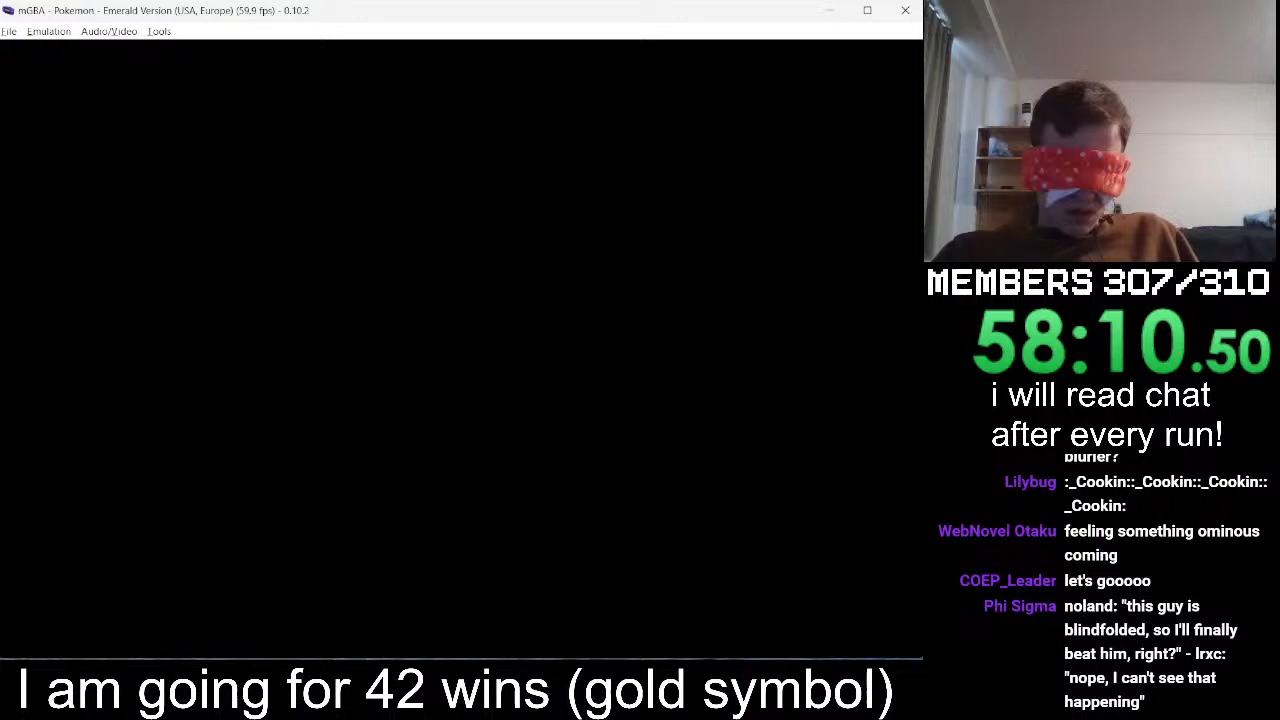 mGBA - Pokemon - Emerald Version (USA, Europe) (59.9 fps) - 0.10.2
File Emulation Audio/Video Tools
MEMBERS 307/310
58:10.50
i will read chat
after every run!
blurier?
Lilybug :_Cookin::_Cookin::_Cookin::
_Cookin:
WebNovel Otaku feeling something ominous
coming
COEP_Leader let's gooooo
Phi Sigma noland: "this guy is
blindfolded, so I'll finally
beat him, right?" - lrxc:
"nope, I can't see that
happening"
I am going for 42 wins (gold symbol)